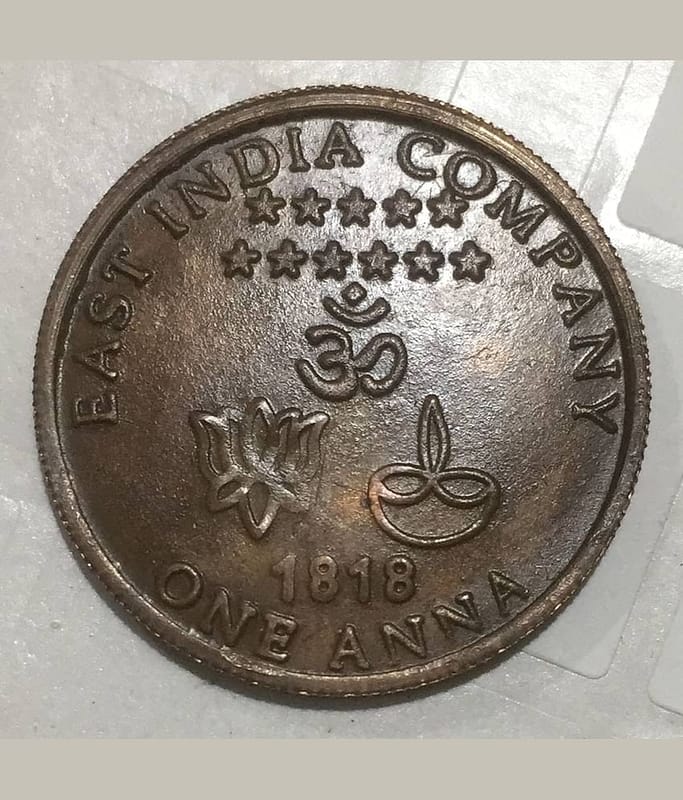 EAST INDIA COMPANY
ॐ
1818
ONE ANNA